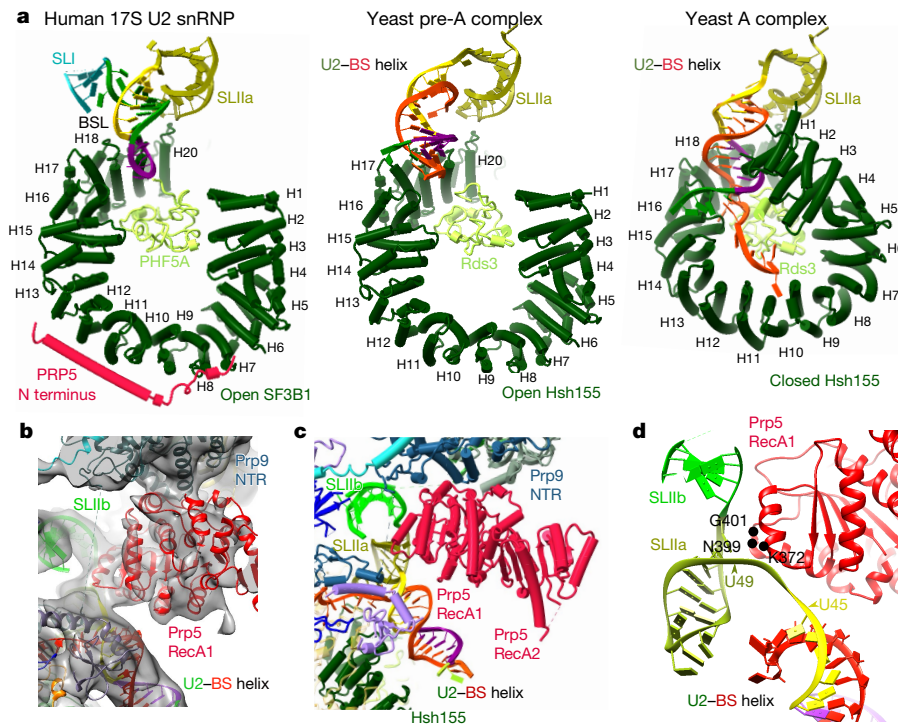 a
Human 17S U2 snRNP
SLI
BSL
SLIIa
H18
H17
H20
H16
H15
H14
H13
H12
H11
H10
H9
H8
H7
H6
H5
H4
H3
H2
H1
PHF5A
PRP5
N terminus
Open SF3B1
Yeast pre-A complex
U2–BS helix
SLIIa
H17
H20
H16
H15
H14
H13
H12
H11
H10
H9
H8
H7
H6
H5
H4
H3
H2
H1
Rds3
Open Hsh155
Yeast A complex
U2–BS helix
SLIIa
H1
H2
H18
H3
H17
H4
H16
H5
H15
H14
H13
H12
H11
H10
H9
H8
H7
Rds3
Closed Hsh155
b
Prp9
NTR
SLIIb
Prp5
RecA1
U2–BS helix
c
Prp9
NTR
SLIIb
SLIIa
Prp5
RecA1
Prp5
RecA2
U2–BS helix
Hsh155
d
Prp5
RecA1
SLIIb
G401
SLIIa
N399
K372
U49
U45
U2–BS helix